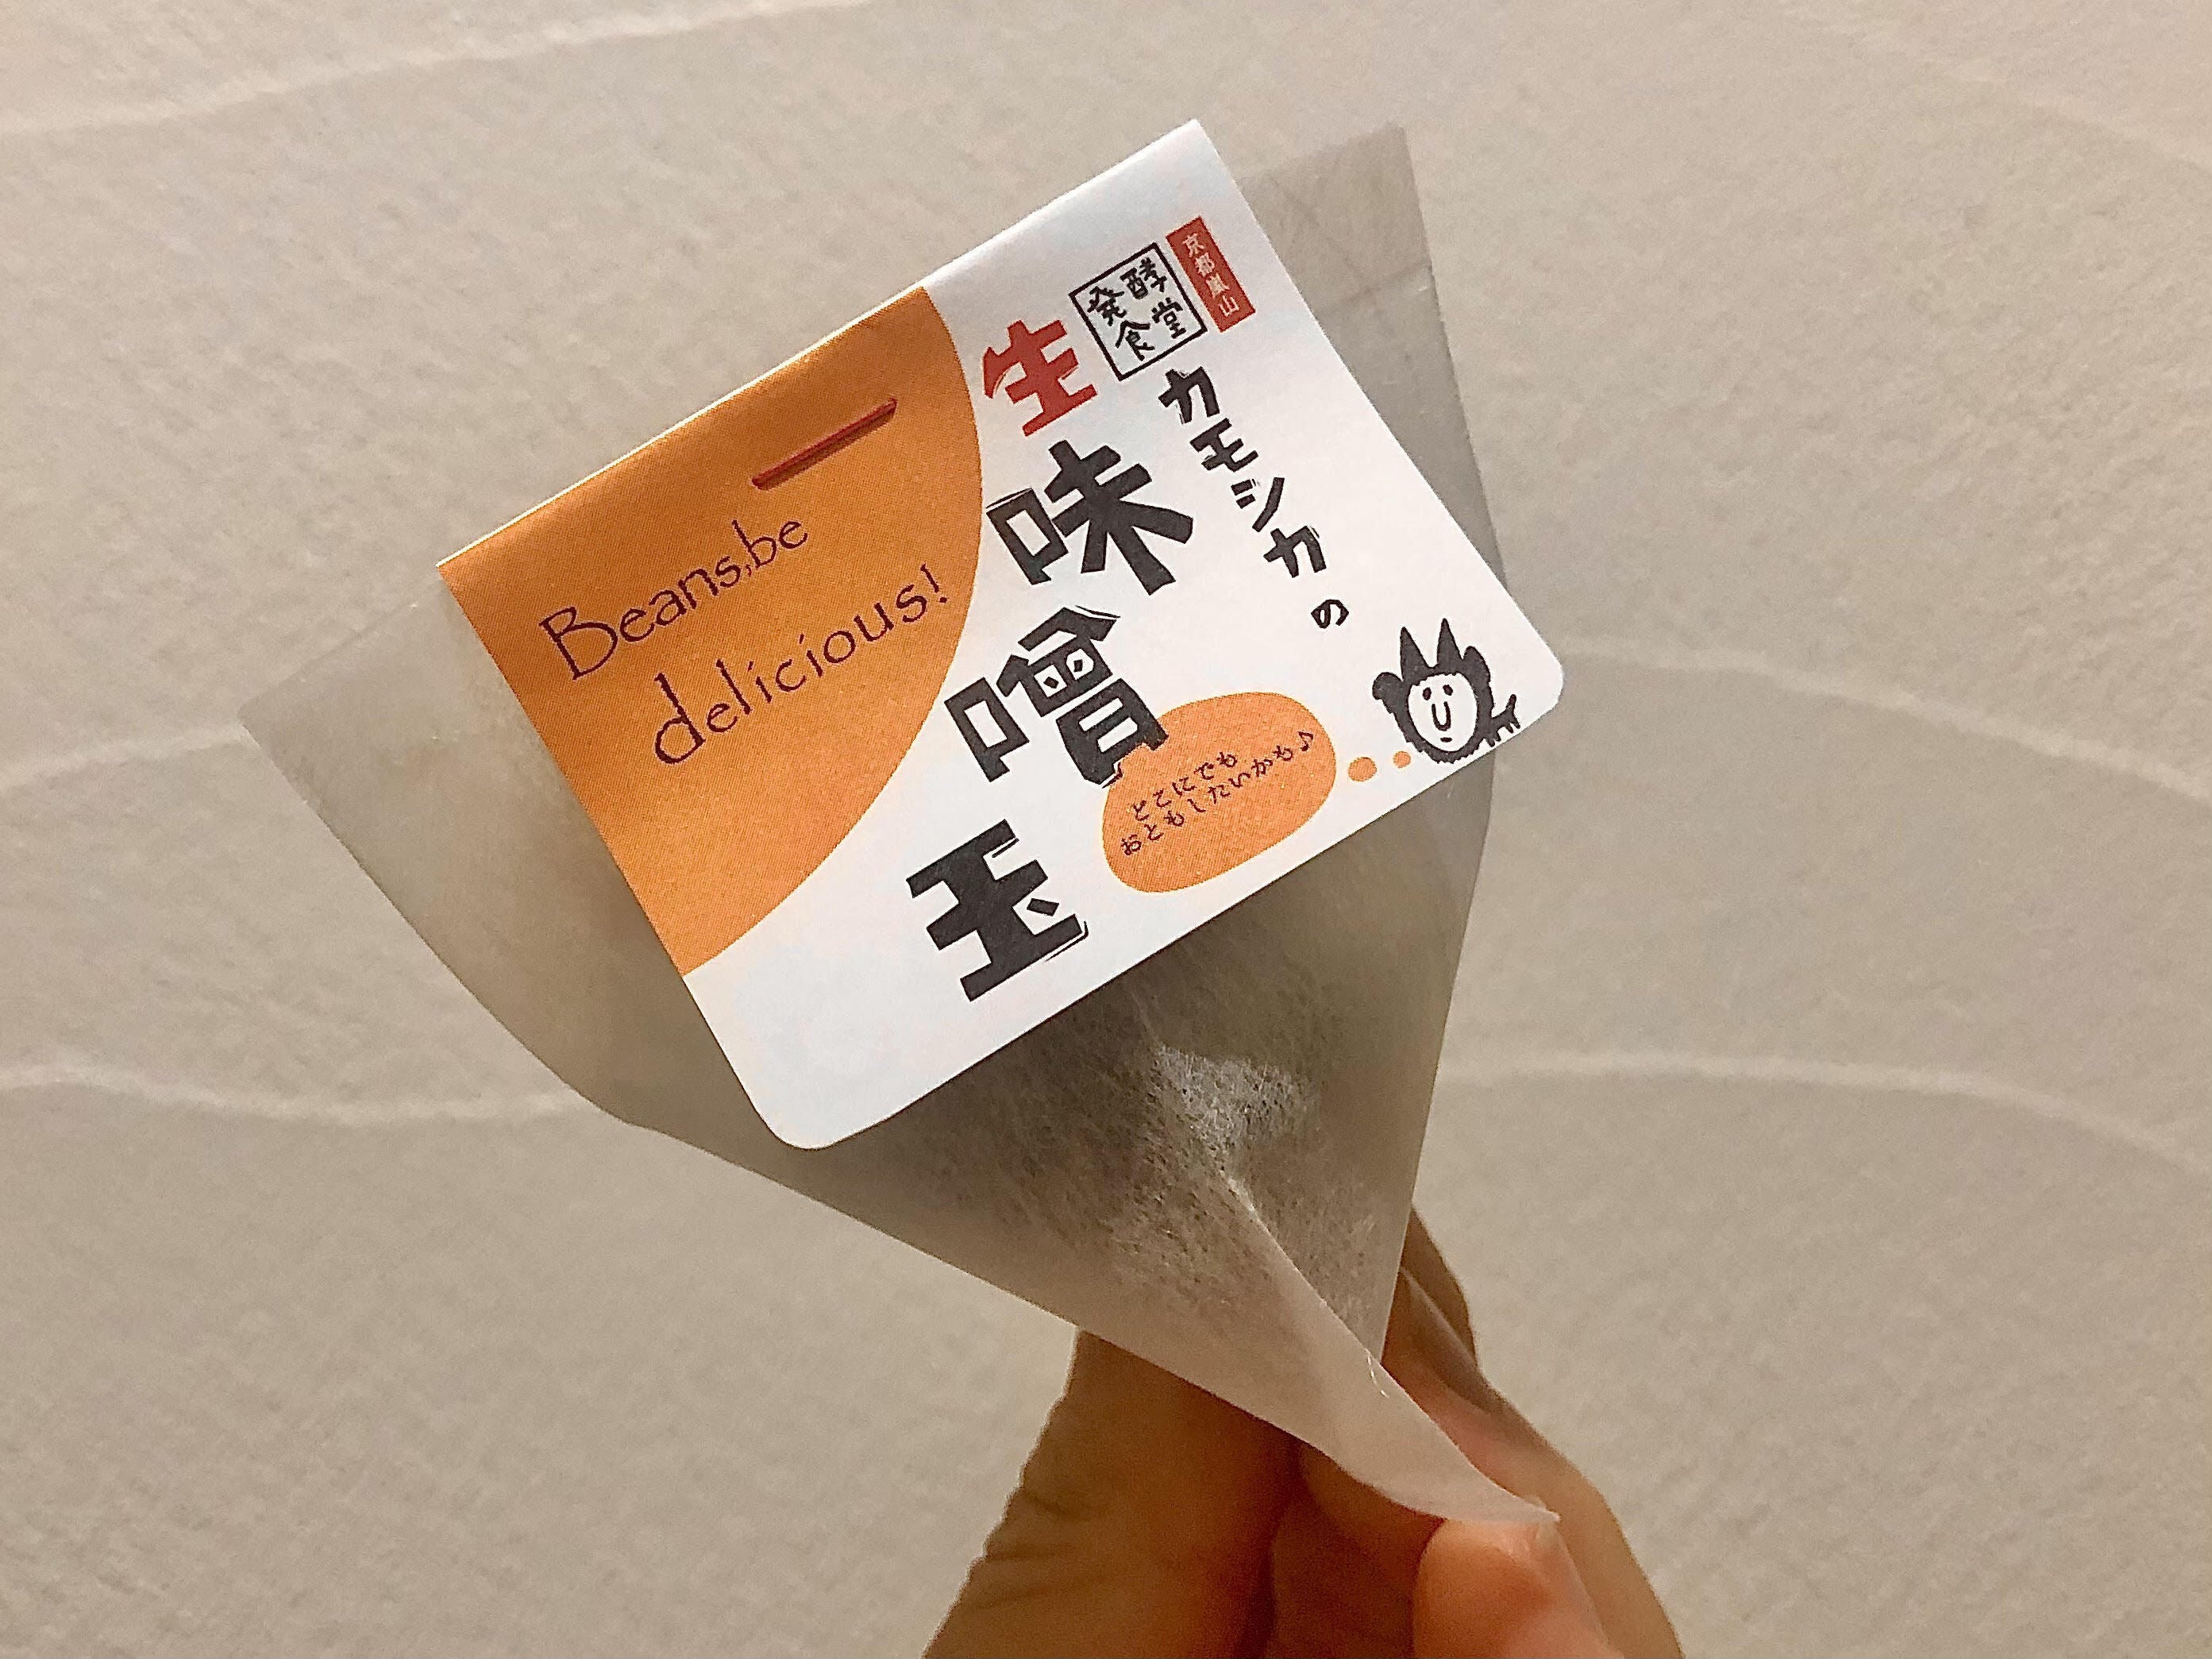 京都嵐山
発酵食堂
カモシカの
生味噌玉
Beans,be
delicious!
どこにでも
おともしたいかも♪